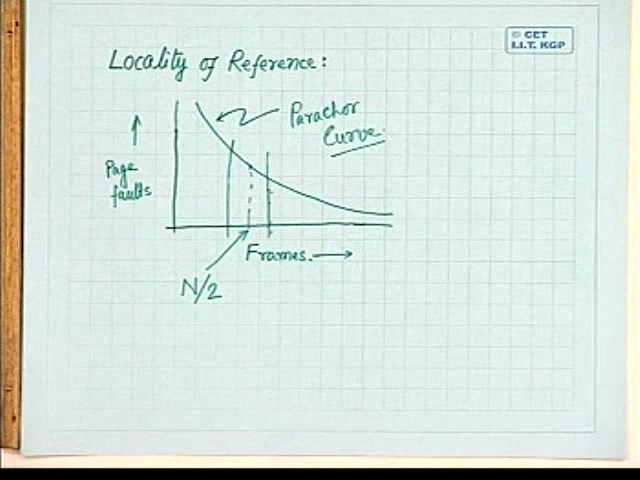 © CET
I.I.T. KGP
Locality of Reference:
Parachor
Curve
Page
faults
Frames
N/2